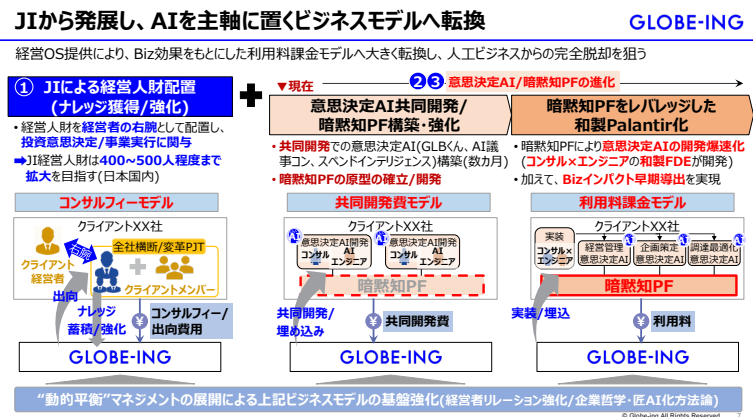 JIから発展し、AIを主軸に置くビジネスモデルへ転換
GLOBE-ING
経営OS提供により、Biz効果をもとにした利用料課金モデルへ大きく転換し、人工ビジネスからの完全脱却を狙う
① JIによる経営人財配置
(ナレッジ獲得/強化)
・経営人財を経営者の右腕として配置し、
投資意思決定/事業実行に関与
➡JI経営人財は400~500人程度まで
拡大を目指す(日本国内)
コンサルフィーモデル
クライアントXX社
全社横断/変革PJT
右腕
クライアント
経営者
クライアントメンバー
出向
ナレッジ
蓄積/強化
¥
コンサルフィー/
出向費用
GLOBE-ING
+
▼現在
❷❸ 意思決定AI/暗黙知PFの進化
意思決定AI共同開発/
暗黙知PF構築・強化
・共同開発での意思決定AI(GLBくん、AI議
事コン、スペンドインテリジェンス)構築(数カ月)
・暗黙知PFの原型の確立/開発
共同開発費モデル
クライアントXX社
AI
意思決定AI開発
コンサル
AI
エンジニア
AI
意思決定AI開発
コンサル
AI
エンジニア
暗黙知PF
共同開発/
埋め込み
¥
共同開発費
GLOBE-ING
暗黙知PFをレバレッジした
和製Palantir化
・暗黙知PFにより意思決定AIの開発爆速化
(コンサル×エンジニアの和製FDEが開発)
・加えて、Bizインパクト早期導出を実現
利用料課金モデル
クライアントXX社
実装
コンサル×
エンジニア
AI
経営管理
意思決定AI
AI
企画策定
意思決定AI
AI
調達最適化
意思決定AI
暗黙知PF
実装/埋込
¥
利用料
GLOBE-ING
“動的平衡”マネジメントの展開による上記ビジネスモデルの基盤強化(経営者リレーション強化/企業哲学・匠AI化方法論)
© Globe-ing All Rights Reserved
7